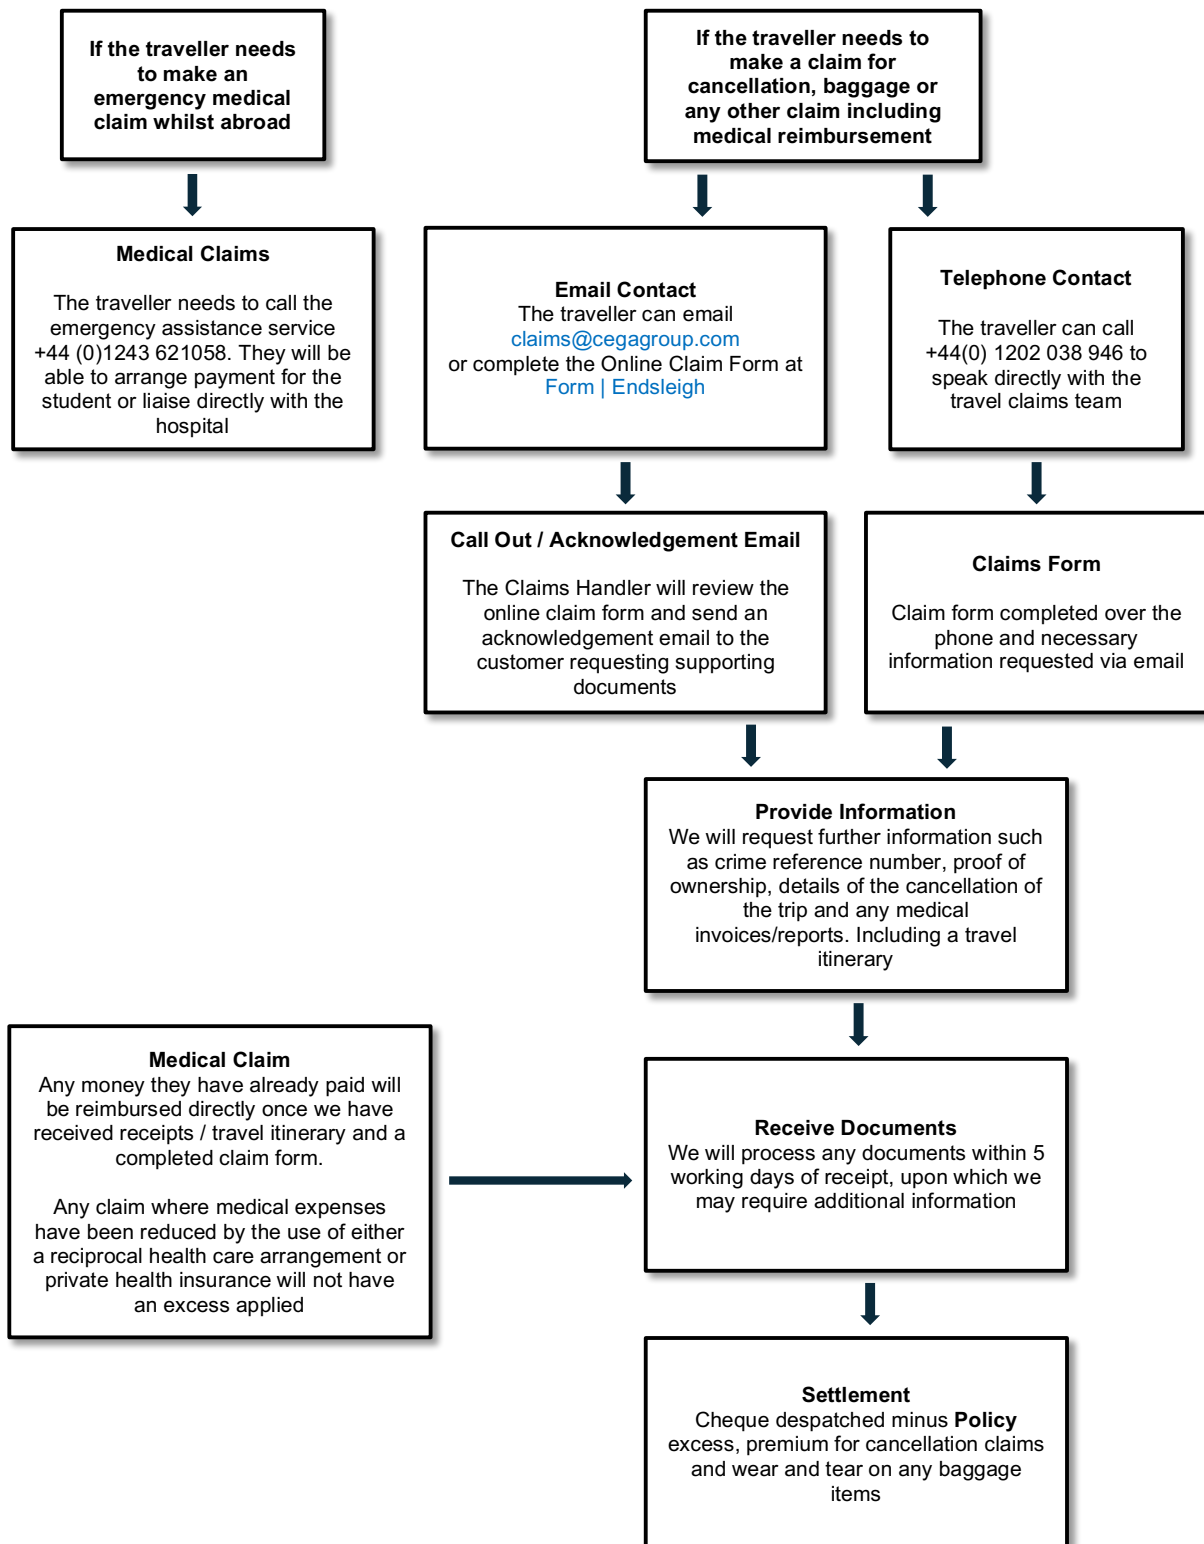 If the traveller needs
to make an
emergency medical
claim whilst abroad
If the traveller needs to
make a claim for
cancellation, baggage or
any other claim including
medical reimbursement
Medical Claims
The traveller needs to call the
emergency assistance service
+44 (0)1243 621058. They will be
able to arrange payment for the
student or liaise directly with the
hospital
Email Contact
The traveller can email
claims@cegagroup.com
or complete the Online Claim Form at
Form | Endsleigh
Telephone Contact
The traveller can call
+44(0) 1202 038 946 to
speak directly with the
travel claims team
Call Out / Acknowledgement Email
The Claims Handler will review the
online claim form and send an
acknowledgement email to the
customer requesting supporting
documents
Claims Form
Claim form completed over the
phone and necessary
information requested via email
Provide Information
We will request further information such
as crime reference number, proof of
ownership, details of the cancellation of
the trip and any medical
invoices/reports. Including a travel
itinerary
Medical Claim
Any money they have already paid will
be reimbursed directly once we have
received receipts / travel itinerary and a
completed claim form.
Any claim where medical expenses
have been reduced by the use of either
a reciprocal health care arrangement or
private health insurance will not have
an excess applied
Receive Documents
We will process any documents within 5
working days of receipt, upon which we
may require additional information
Settlement
Cheque despatched minus Policy
excess, premium for cancellation claims
and wear and tear on any baggage
items